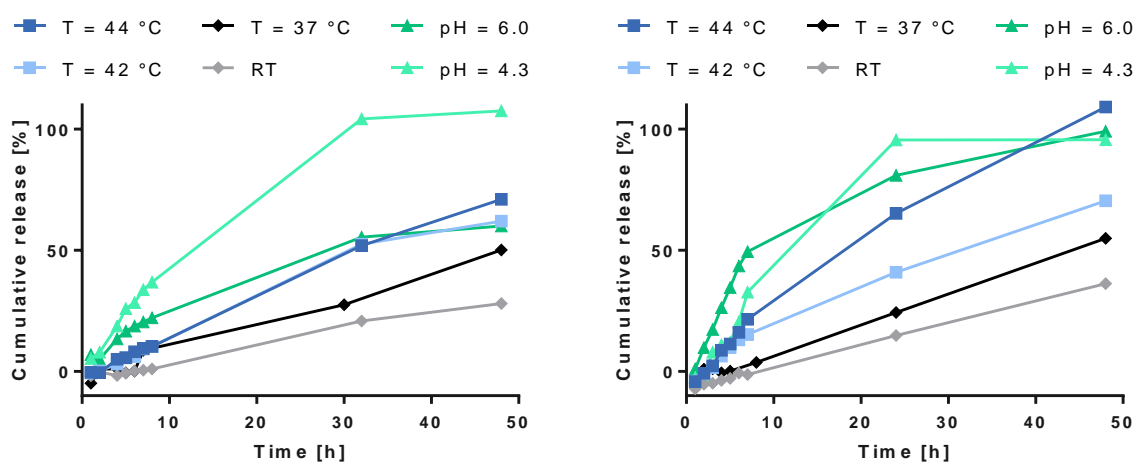 T = 44 °C T = 37 °C pH = 6.0
T = 42 °C RT pH = 4.3
Cumulative release [%]
100
50
0
0 10 20 30 40 50
Time [h]
T = 44 °C T = 37 °C pH = 6.0
T = 42 °C RT pH = 4.3
Cumulative release [%]
100
50
0
0 10 20 30 40 50
Time [h]